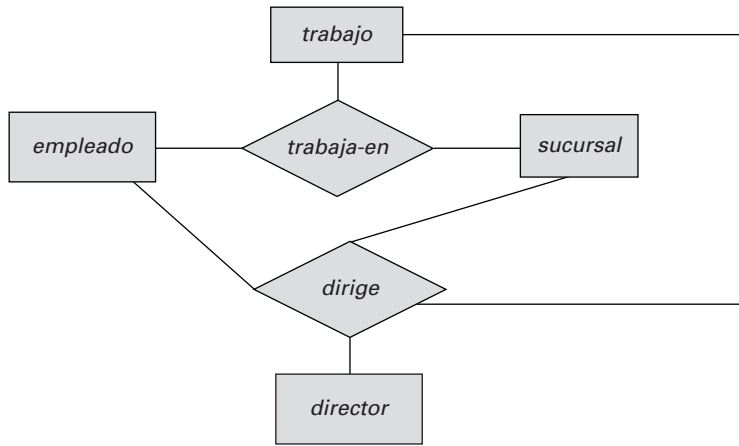 trabajo
empleado
trabaja-en
sucursal
dirige
director